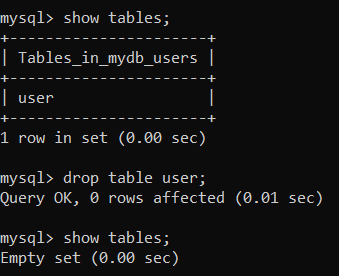 mysql> show tables;
+----------------------+
| Tables_in_mydb_users |
+----------------------+
| user                 |
+----------------------+
1 row in set (0.00 sec)
mysql> drop table user;
Query OK, 0 rows affected (0.01 sec)
mysql> show tables;
Empty set (0.00 sec)